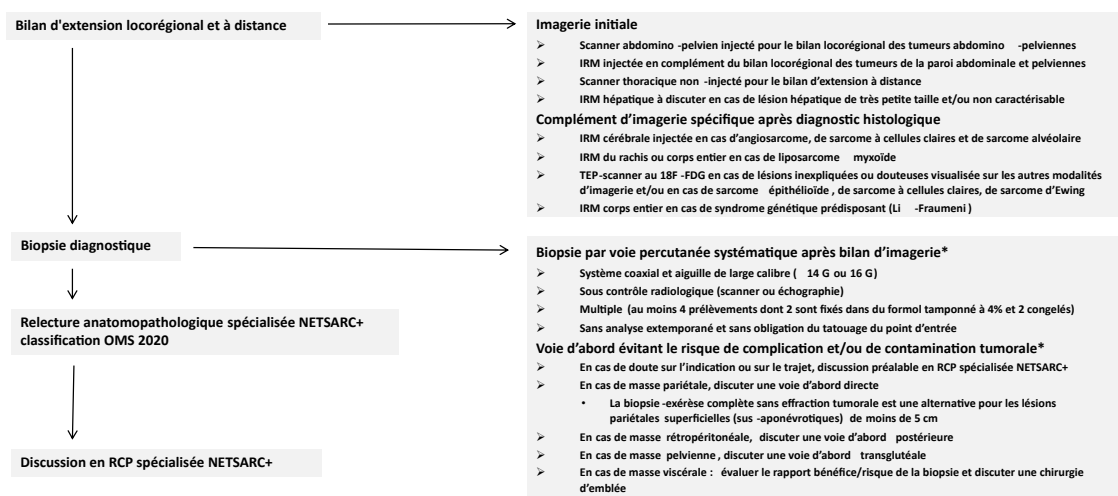 Bilan d'extension locorégional et à distance
Imagerie initiale
➢ Scanner abdomino -pelvien injecté pour le bilan locorégional des tumeurs abdomino -pelviennes
➢ IRM injectée en complément du bilan locorégional des tumeurs de la paroi abdominale et pelviennes
➢ Scanner thoracique non -injecté pour le bilan d'extension à distance
➢ IRM hépatique à discuter en cas de lésion hépatique de très petite taille et/ou non caractérisable
Complément d'imagerie spécifique après diagnostic histologique
➢ IRM cérébrale injectée en cas d'angiosarcome, de sarcome à cellules claires et de sarcome alvéolaire
➢ IRM du rachis ou corps entier en cas de liposarcome myxoïde
➢ TEP-scanner au 18F -FDG en cas de lésions inexpliquées ou douteuses visualisée sur les autres modalités
d'imagerie et/ou en cas de sarcome épithélioïde , de sarcome à cellules claires, de sarcome d'Ewing
➢ IRM corps entier en cas de syndrome génétique prédisposant (Li -Fraumeni )
Biopsie diagnostique
Biopsie par voie percutanée systématique après bilan d'imagerie*
➢ Système coaxial et aiguille de large calibre ( 14 G ou 16 G)
➢ Sous contrôle radiologique (scanner ou échographie)
➢ Multiple (au moins 4 prélèvements dont 2 sont fixés dans du formol tamponné à 4% et 2 congelés)
➢ Sans analyse extemporané et sans obligation du tatouage du point d'entrée
Relecture anatomopathologique spécialisée NETSARC+
classification OMS 2020
Voie d'abord évitant le risque de complication et/ou de contamination tumorale*
➢ En cas de doute sur l'indication ou sur le trajet, discussion préalable en RCP spécialisée NETSARC+
➢ En cas de masse pariétale, discuter une voie d'abord directe
• La biopsie -exérèse complète sans effraction tumorale est une alternative pour les lésions
pariétales superficielles (sus -aponévrotiques) de moins de 5 cm
➢ En cas de masse rétropéritonéale, discuter une voie d'abord postérieure
➢ En cas de masse pelvienne , discuter une voie d'abord transglutéale
➢ En cas de masse viscérale : évaluer le rapport bénéfice/risque de la biopsie et discuter une chirurgie
d'emblée
Discussion en RCP spécialisée NETSARC+